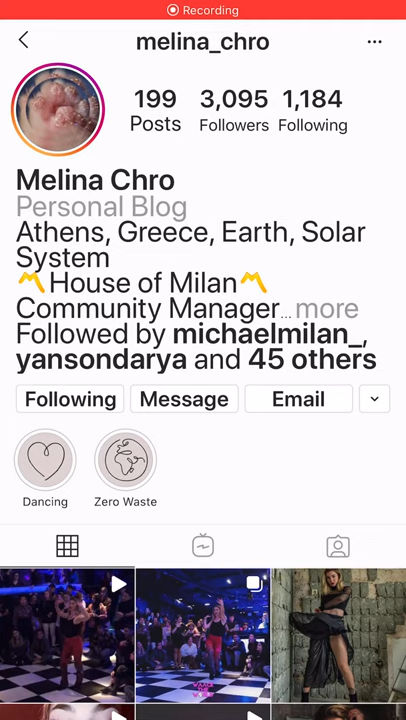 Recording
melina_chro
199 3,095 1,184
Posts Followers Following
Melina Chro
Personal Blog
Athens, Greece, Earth, Solar
System
〽️House of Milan〽️
Community Manager... more
Followed by michaelmilan_,
yansondarya and 45 others
Following Message Email
Dancing Zero Waste